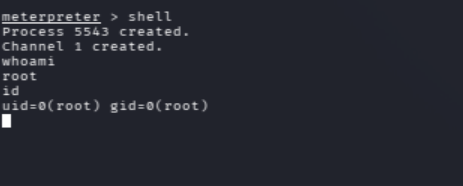 meterpreter > shell
Process 5543 created.
Channel 1 created.
whoami
root
id
uid=0(root) gid=0(root)